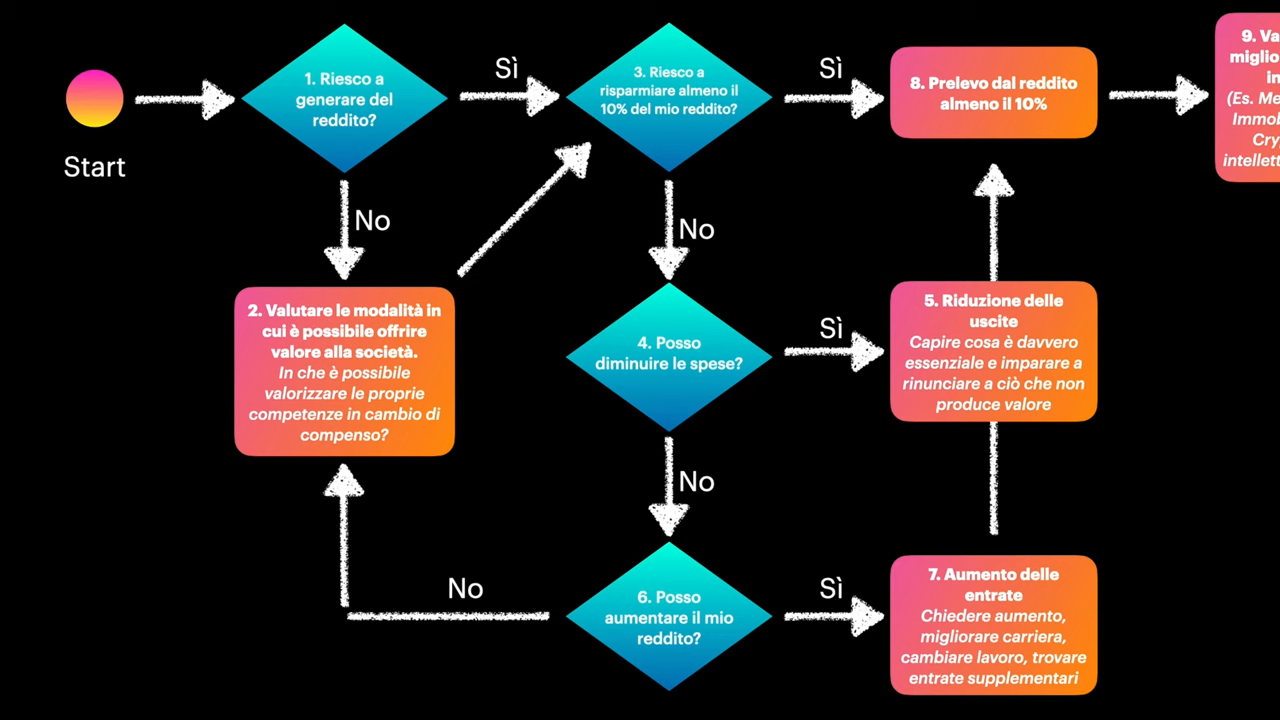 Start
1. Riesco a
generare del
reddito?
Sì
3. Riesco a
risparmiare almeno il
10% del mio reddito?
Sì
8. Prelevo dal reddito
almeno il 10%
9. Va
miglio
in
(Es. Me
Immob
Cry
intellett
No
No
2. Valutare le modalità in
cui è possibile offrire
valore alla società.
In che è possibile
valorizzare le proprie
competenze in cambio di
compenso?
4. Posso
diminuire le spese?
Sì
5. Riduzione delle
uscite
Capire cosa è davvero
essenziale e imparare a
rinunciare a ciò che non
produce valore
No
No
6. Posso
aumentare il mio
reddito?
Sì
7. Aumento delle
entrate
Chiedere aumento,
migliorare carriera,
cambiare lavoro, trovare
entrate supplementari